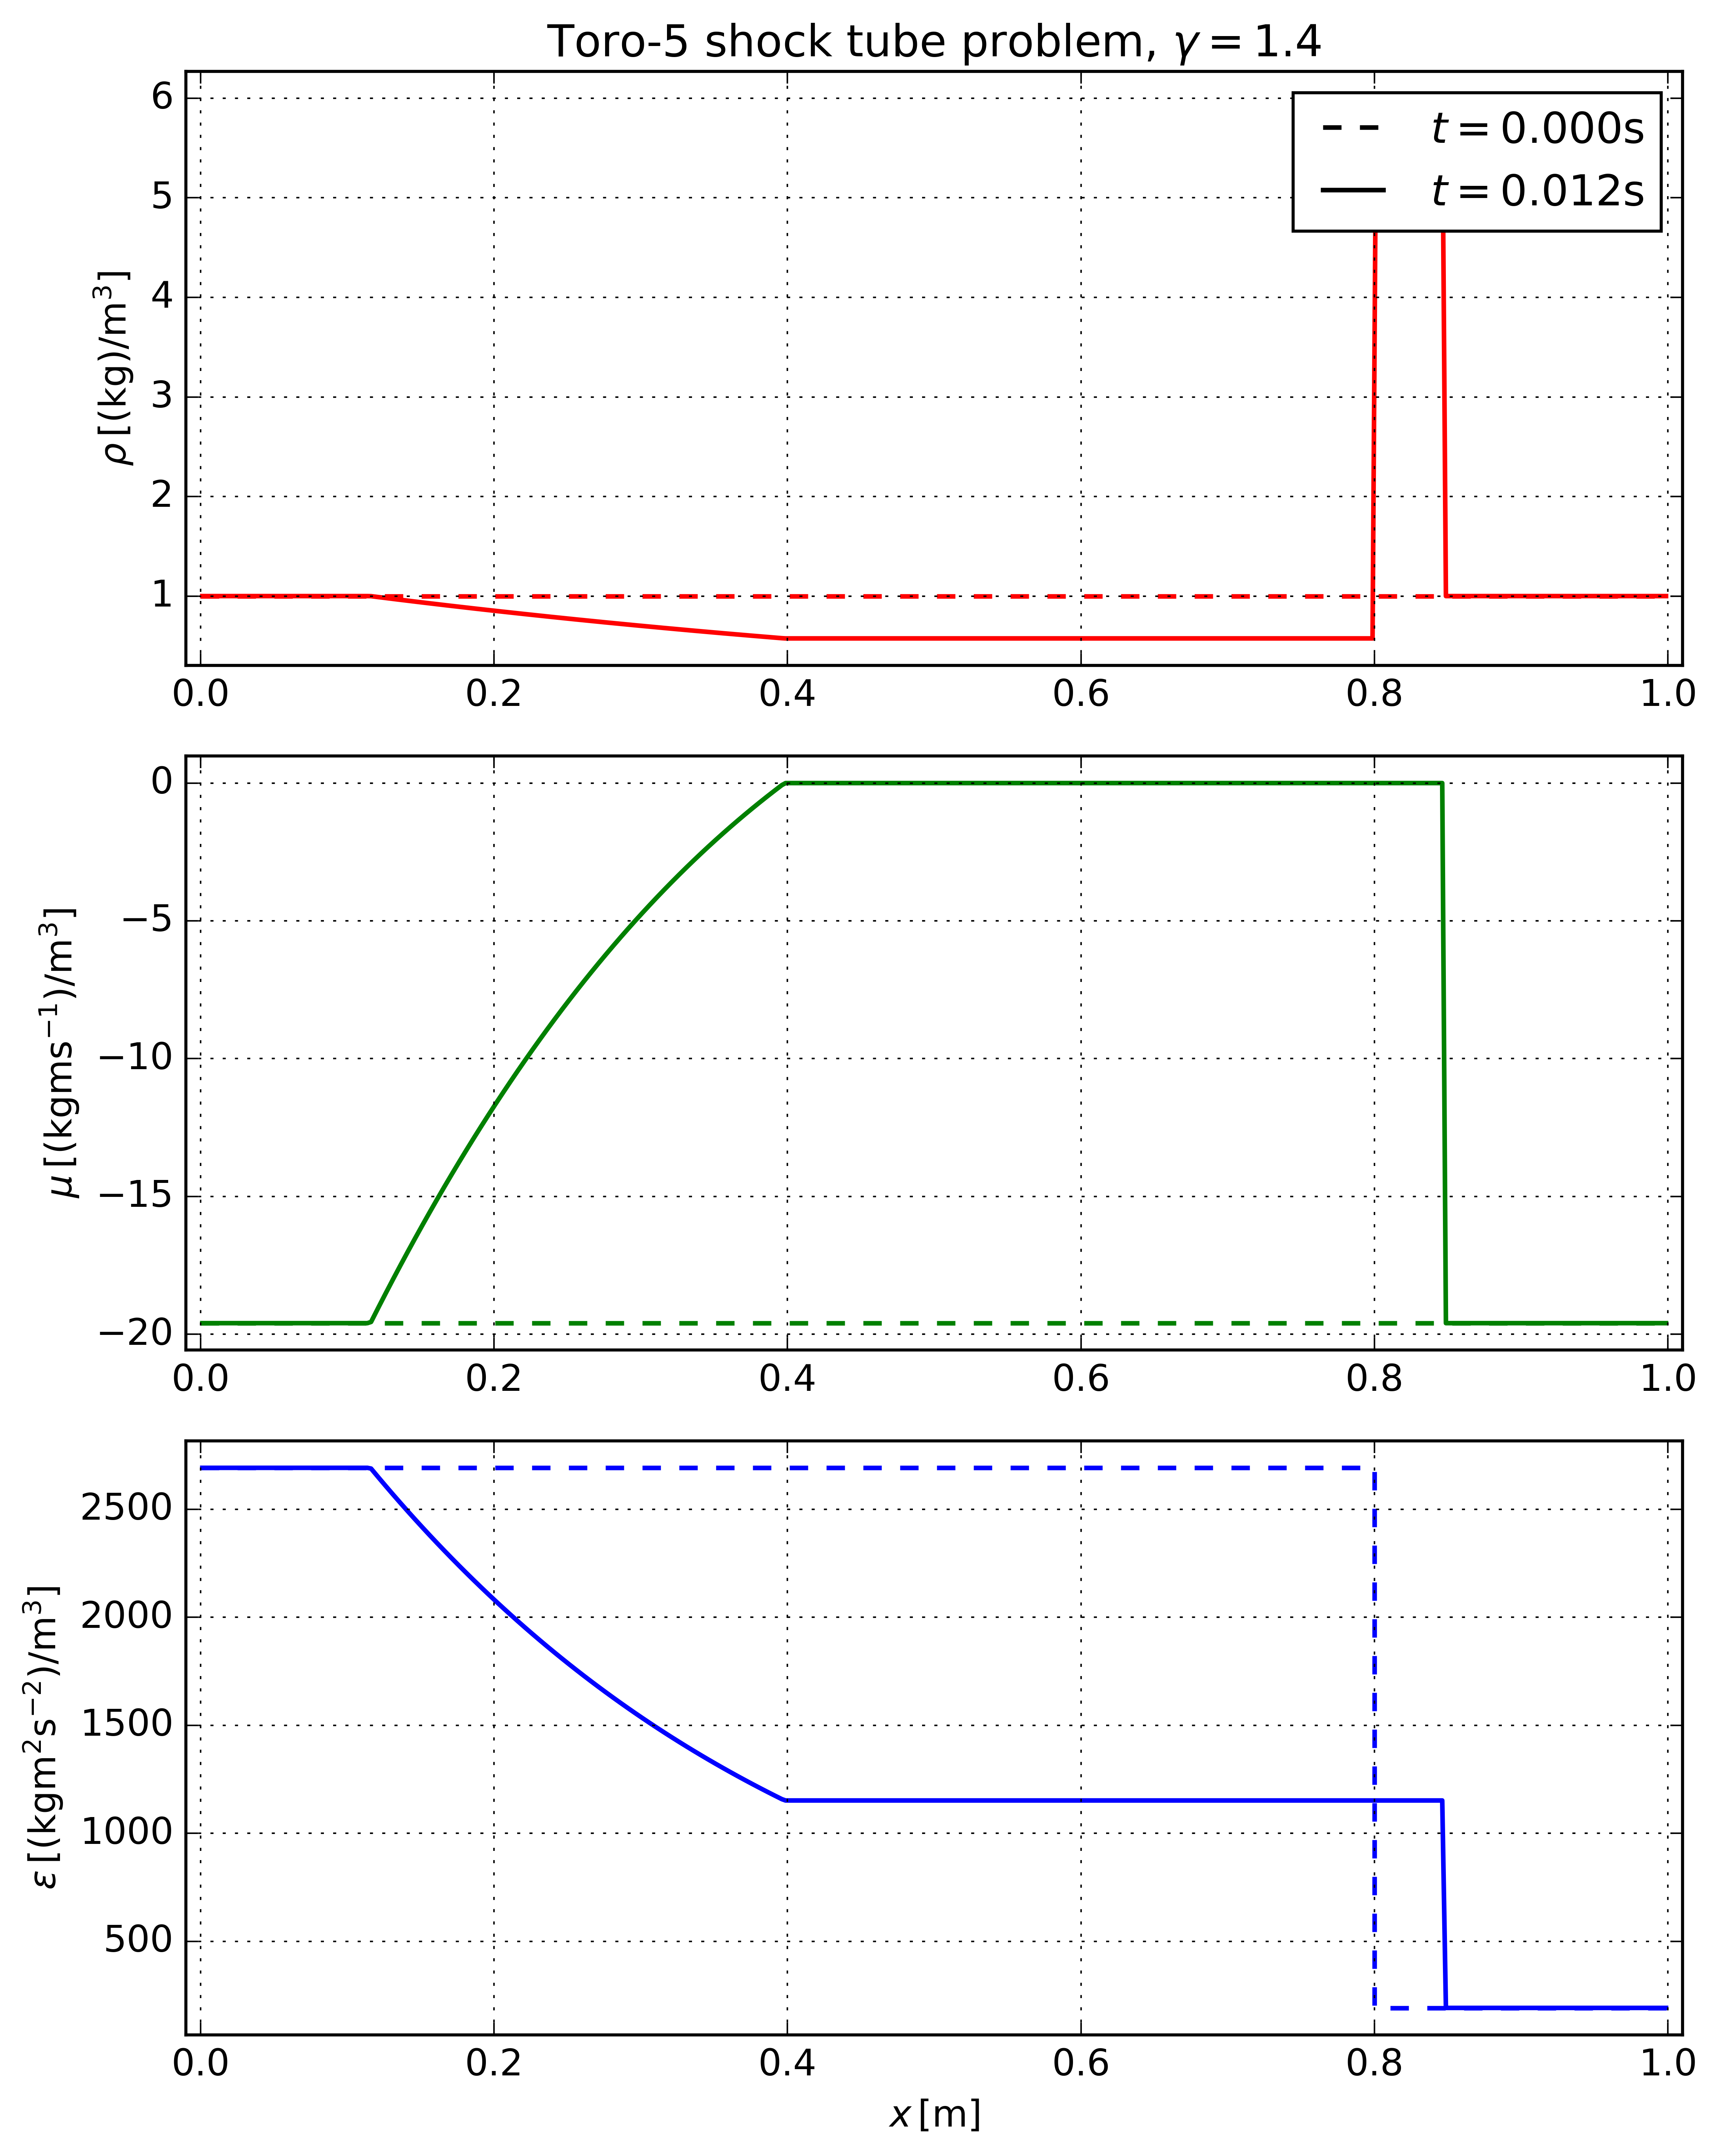 Toro-5 shock tube problem, γ = 1.4
6
5
4
3
2
1
ρ [(kg)/m³]
t = 0.000s
t = 0.012s
0.0 0.2 0.4 0.6 0.8 1.0
0
−5
−10
−15
−20
μ [(kgms⁻¹)/m³]
0.0 0.2 0.4 0.6 0.8 1.0
2500
2000
1500
1000
500
ε [(kgm²s⁻²)/m³]
0.0 0.2 0.4 0.6 0.8 1.0
x [m]